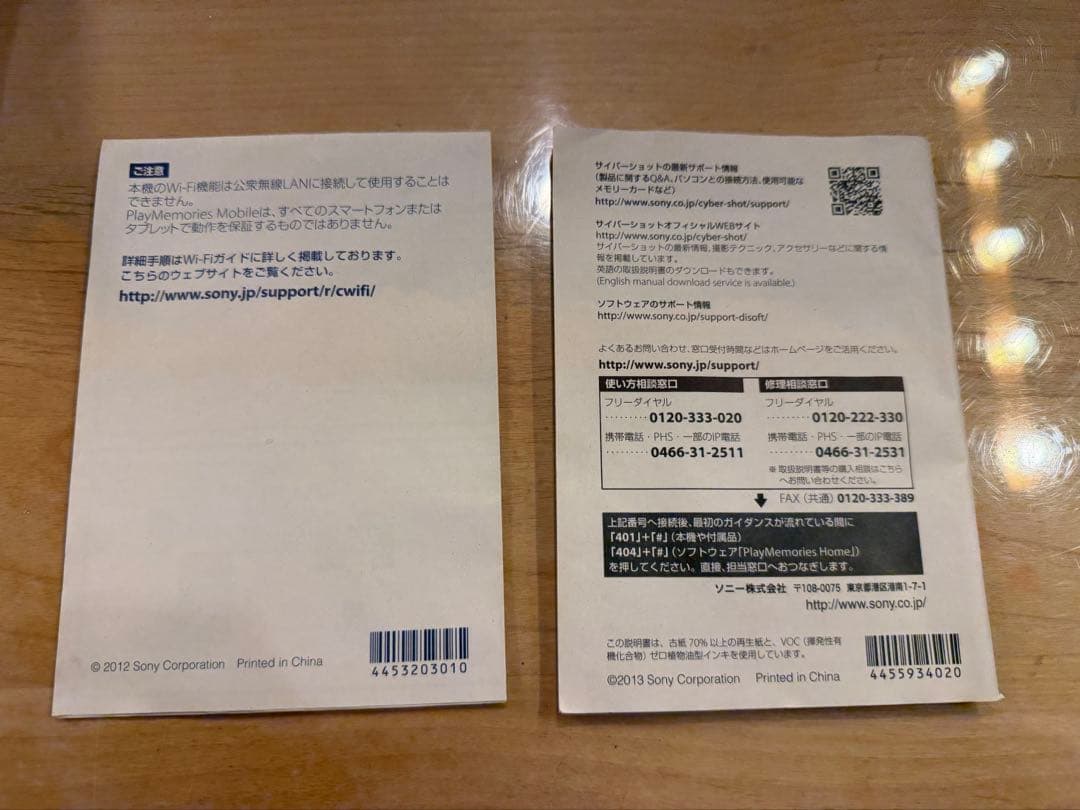 ご注意
本機のWi-Fi機能は公衆無線LANに接続して使用することは
できません。
PlayMemories Mobileは、すべてのスマートフォンまたは
タブレットで動作を保証するものではありません。
詳細手順はWi-Fiガイドに詳しく掲載しております。
こちらのウェブサイトをご覧ください。
http://www.sony.jp/support/r/cwifi/
© 2012 Sony Corporation Printed in China
4453203010
サイバーショットの最新サポート情報
(製品に関するQ&A、パソコンとの接続方法、使用可能な
メモリーカードなど)
http://www.sony.jp/cyber-shot/support/
サイバーショットオフィシャルWEBサイト
http://www.sony.jp/cyber-shot/
サイバーショットの最新情報、撮影テクニック、アクセサリーなどに関する情
報を掲載しています。
英語の取扱説明書のダウンロードもできます。
(English manual download service is available.)
ソフトウェアのサポート情報
http://www.sony.co.jp/support-disoft/
よくあるお問い合わせ、窓口受付時間などはホームページをご活用ください。
http://www.sony.jp/support/
使い方相談窓口
フリーダイヤル
·········0120-333-020
携帯電話・PHS・一部のIP電話
·········0466-31-2511
修理相談窓口
フリーダイヤル
·········0120-222-330
携帯電話・PHS・一部のIP電話
·········0466-31-2531
※取扱説明書等の購入相談はこちら
へお問い合わせください。
FAX(共通)0120-333-389
上記番号へ接続後、最初のガイダンスが流れている間に
「401」+「#」(本機や付属品)
「404」+「#」(ソフトウェア「PlayMemories Home」)
を押してください。直接、担当窓口へおつなぎします。
ソニー株式会社 〒108-0075 東京都港区港南1-7-1
http://www.sony.co.jp/
この説明書は、古紙70%以上の再生紙と、VOC(揮発性有
機化合物)ゼロ植物油型インキを使用しています。
©2013 Sony Corporation Printed in China
4455934020